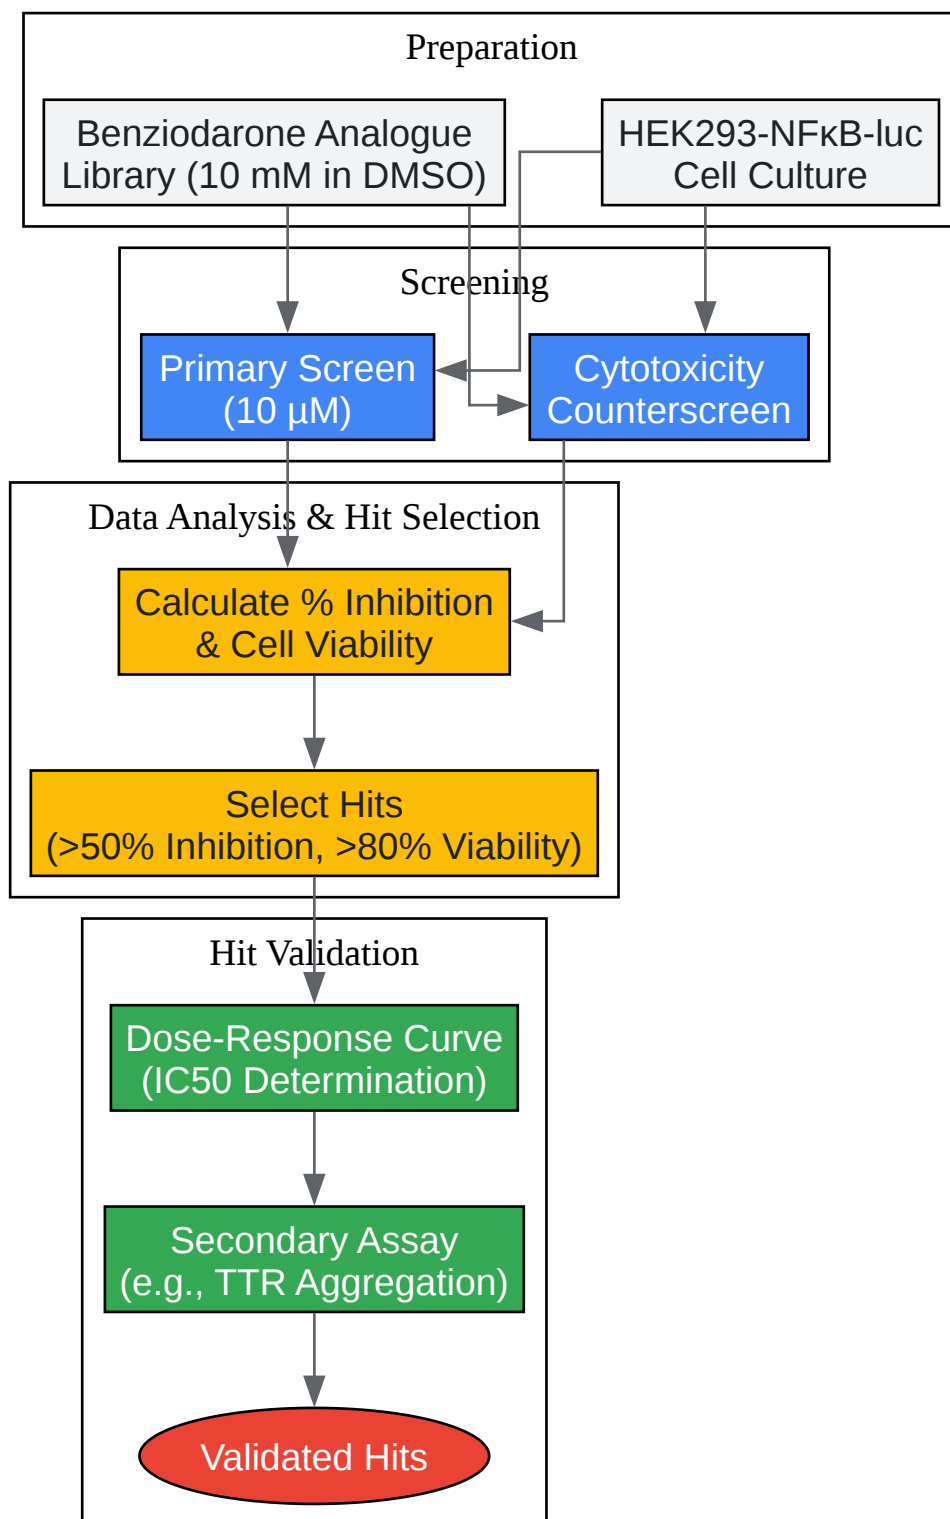 Preparation
Benziodarone Analogue
Library (10 mM in DMSO)
HEK293-NFκB-luc
Cell Culture
Screening
Primary Screen
(10 µM)
Cytotoxicity
Counterscreen
Data Analysis & Hit Selection
Calculate % Inhibition
& Cell Viability
Select Hits
(>50% Inhibition, >80% Viability)
Hit Validation
Dose-Response Curve
(IC50 Determination)
Secondary Assay
(e.g., TTR Aggregation)
Validated Hits